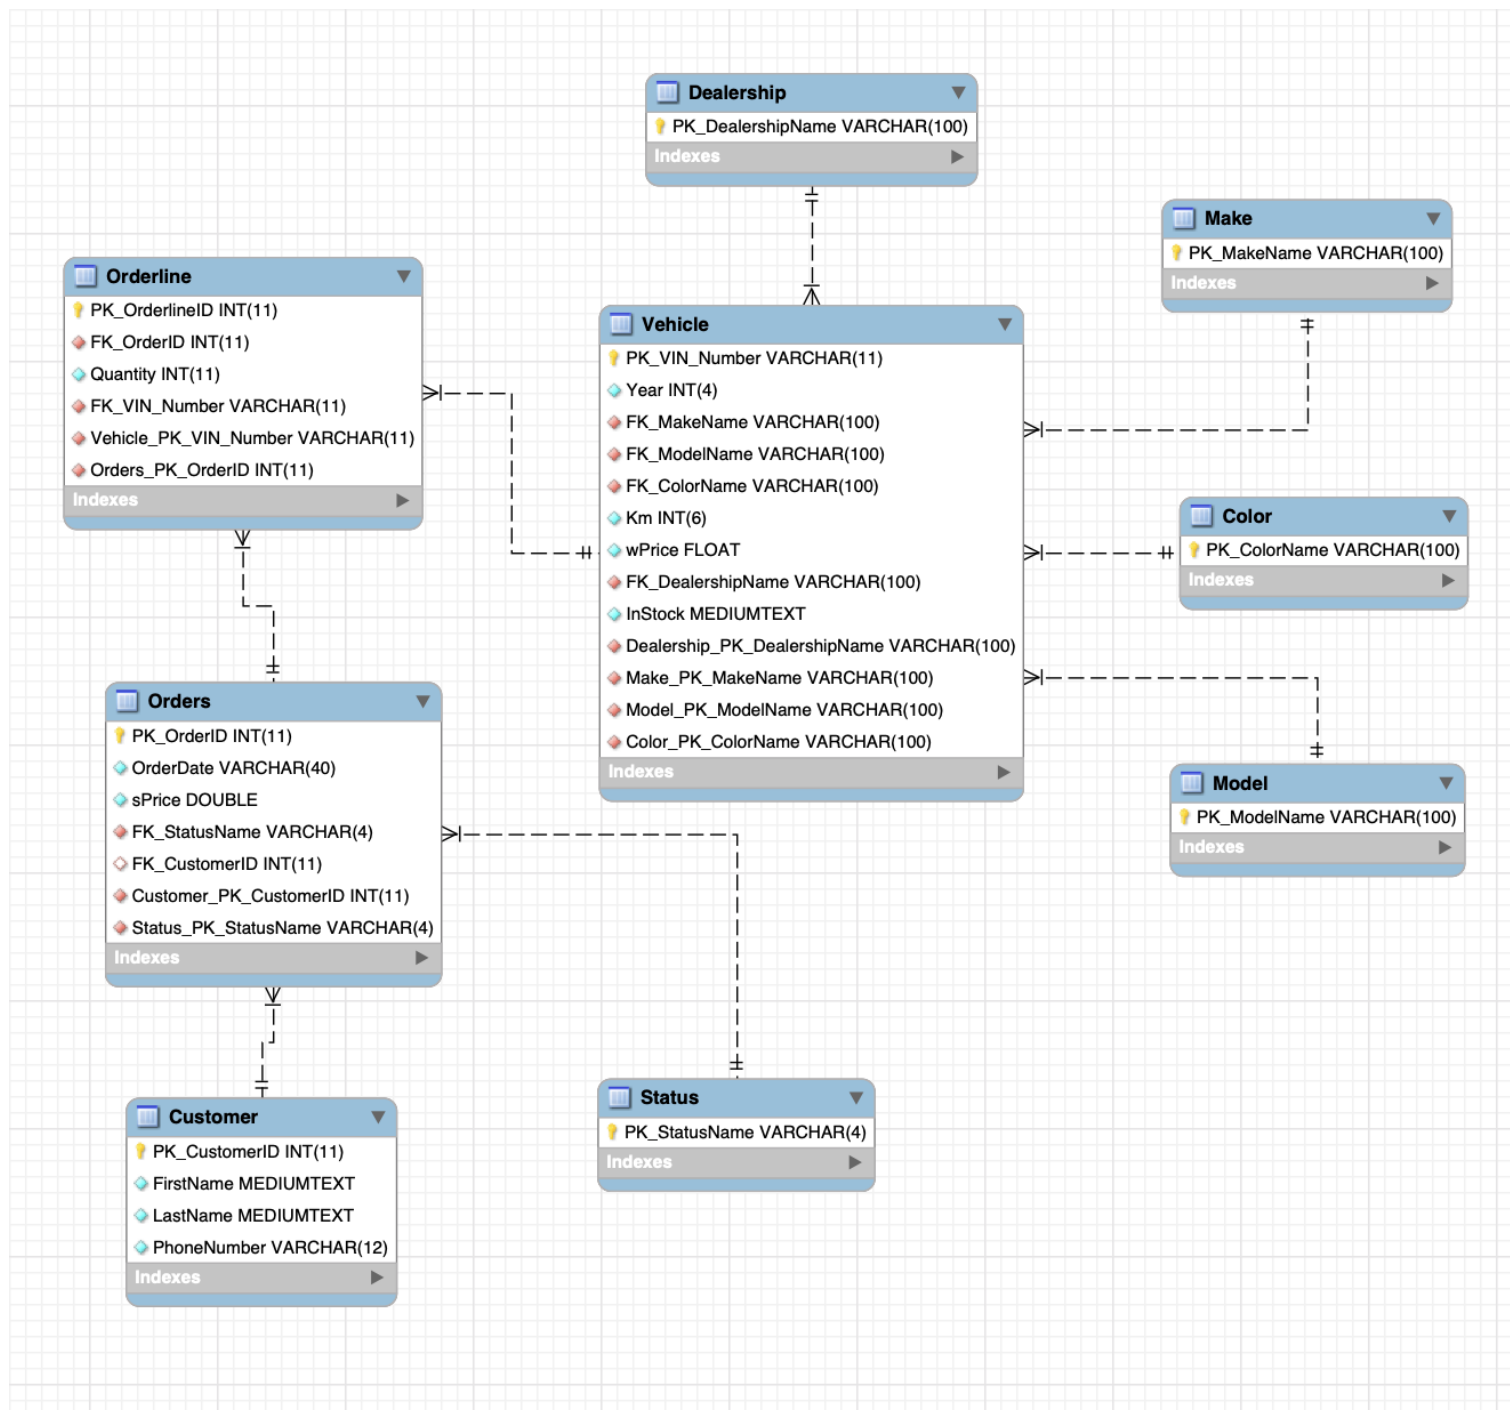 Dealership
PK_DealershipName VARCHAR(100)
Indexes
Make
PK_MakeName VARCHAR(100)
Indexes
Orderline
PK_OrderlineID INT(11)
FK_OrderID INT(11)
Quantity INT(11)
FK_VIN_Number VARCHAR(11)
Vehicle_PK_VIN_Number VARCHAR(11)
Orders_PK_OrderID INT(11)
Indexes
Vehicle
PK_VIN_Number VARCHAR(11)
Year INT(4)
FK_MakeName VARCHAR(100)
FK_ModelName VARCHAR(100)
FK_ColorName VARCHAR(100)
Km INT(6)
wPrice FLOAT
FK_DealershipName VARCHAR(100)
InStock MEDIUMTEXT
Dealership_PK_DealershipName VARCHAR(100)
Make_PK_MakeName VARCHAR(100)
Model_PK_ModelName VARCHAR(100)
Color_PK_ColorName VARCHAR(100)
Indexes
Color
PK_ColorName VARCHAR(100)
Indexes
Orders
PK_OrderID INT(11)
OrderDate VARCHAR(40)
sPrice DOUBLE
FK_StatusName VARCHAR(4)
FK_CustomerID INT(11)
Customer_PK_CustomerID INT(11)
Status_PK_StatusName VARCHAR(4)
Indexes
Model
PK_ModelName VARCHAR(100)
Indexes
Customer
PK_CustomerID INT(11)
FirstName MEDIUMTEXT
LastName MEDIUMTEXT
PhoneNumber VARCHAR(12)
Indexes
Status
PK_StatusName VARCHAR(4)
Indexes